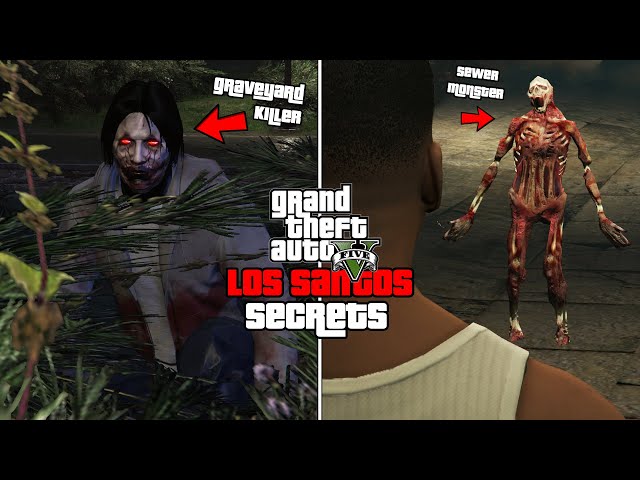 GRAVEYARD
KILLER
SEWER
MONSTER
grand
theft
auto
V
FIVE
LOS SANTOS
SECRETS